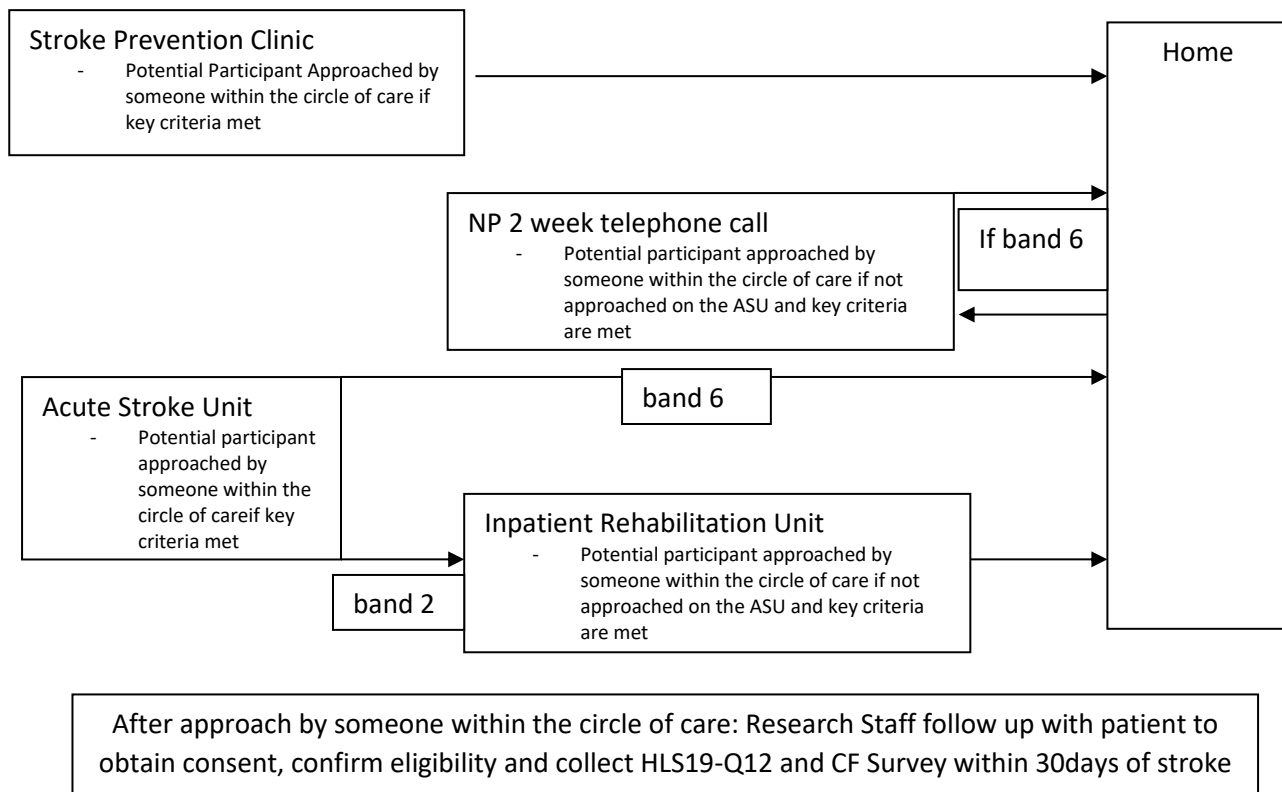 Stroke Prevention Clinic
- Potential Participant Approached by
someone within the circle of care if
key criteria met
Home
NP 2 week telephone call
- Potential participant approached by
someone within the circle of care if not
approached on the ASU and key criteria
are met
If band 6
Acute Stroke Unit
- Potential participant
approached by
someone within the
circle of careif key
criteria met
band 6
band 2
Inpatient Rehabilitation Unit
- Potential participant approached by
someone within the circle of care if not
approached on the ASU and key criteria
are met
After approach by someone within the circle of care: Research Staff follow up with patient to
obtain consent, confirm eligibility and collect HLS19-Q12 and CF Survey within 30days of stroke